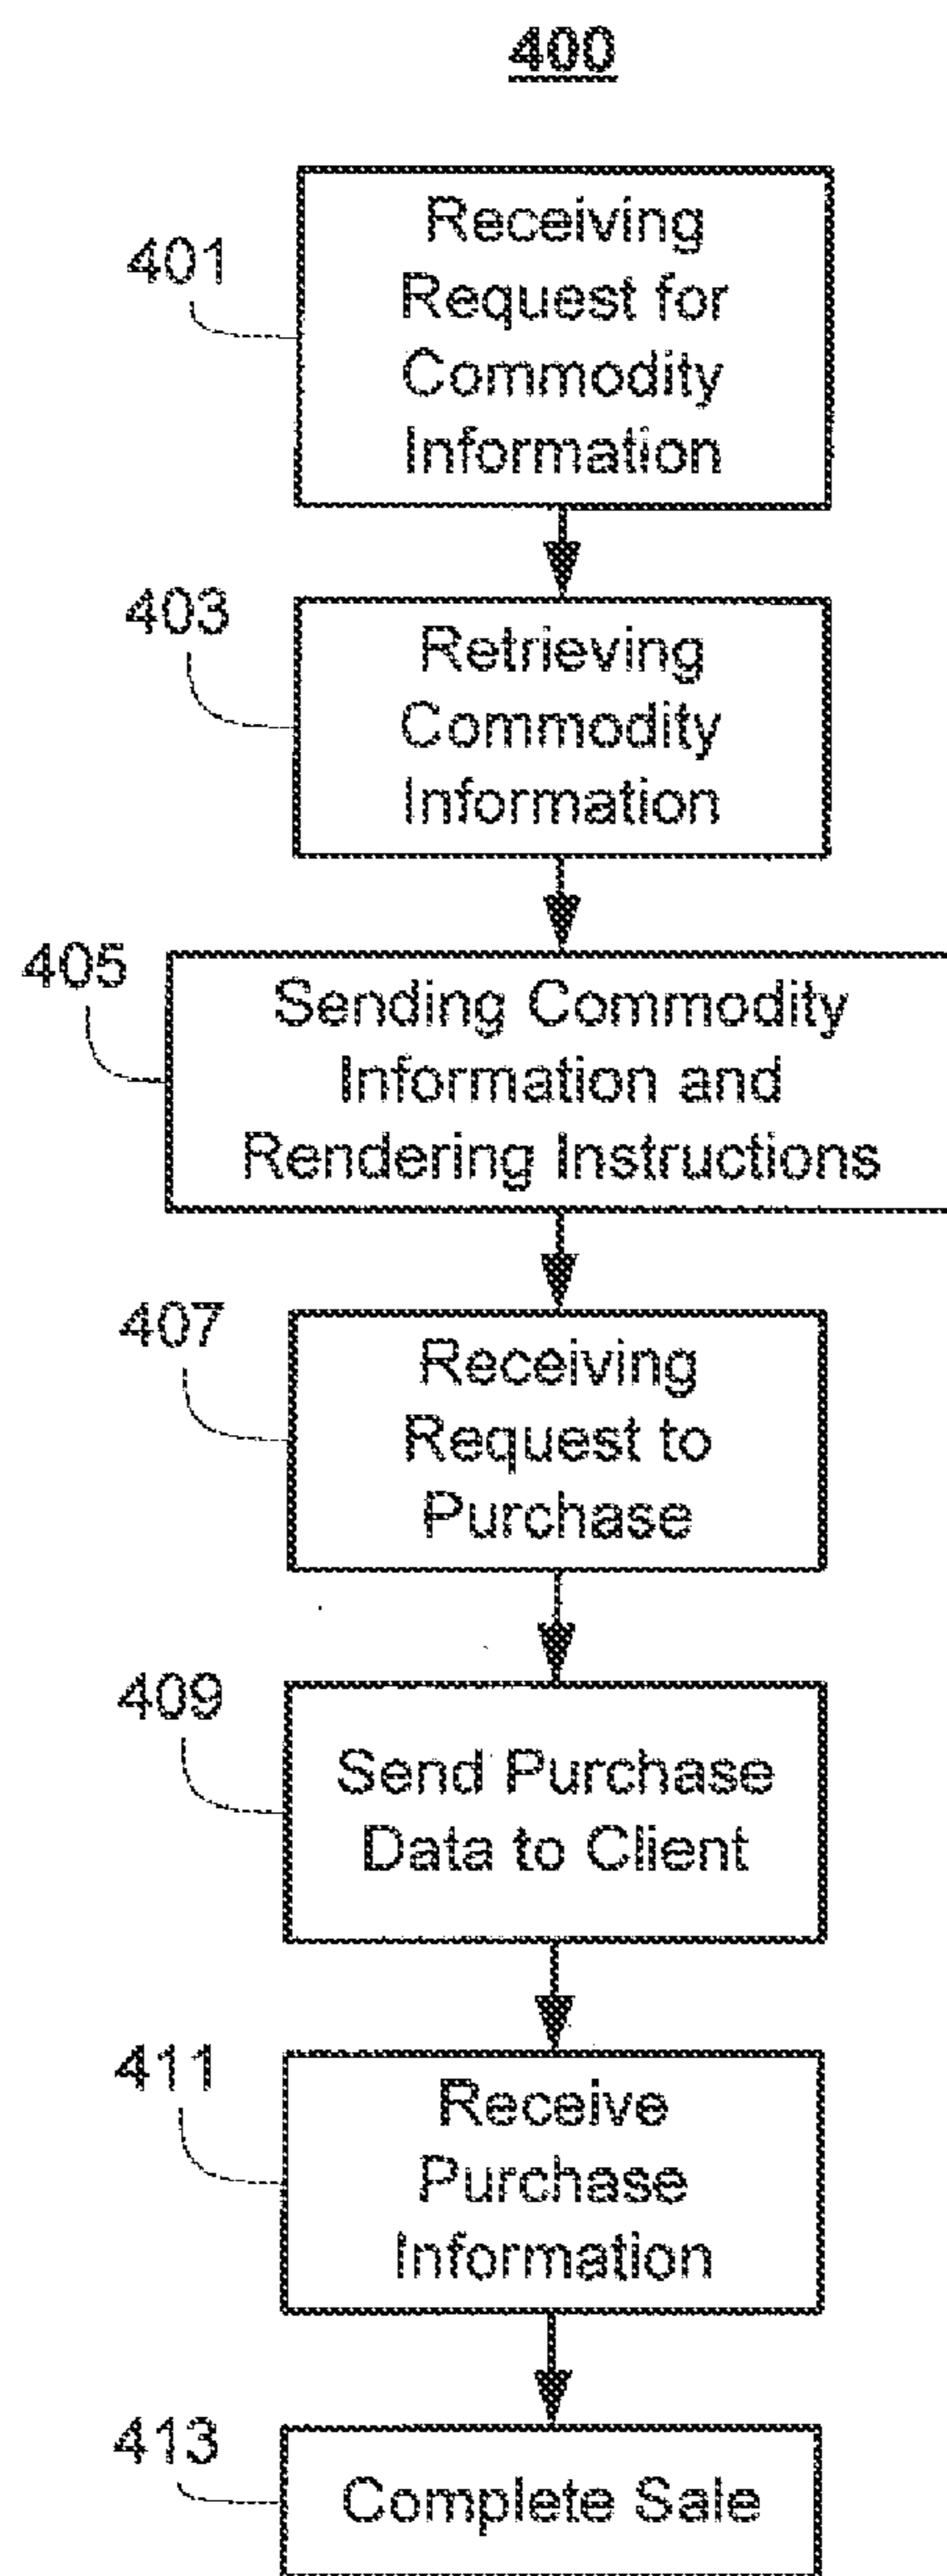 400
401
Receiving
Request for
Commodity
Information
403
Retrieving
Commodity
Information
405
Sending Commodity
Information and
Rendering Instructions
407
Receiving
Request to
Purchase
409
Send Purchase
Data to Client
411
Receive
Purchase
Information
413
Complete Sale